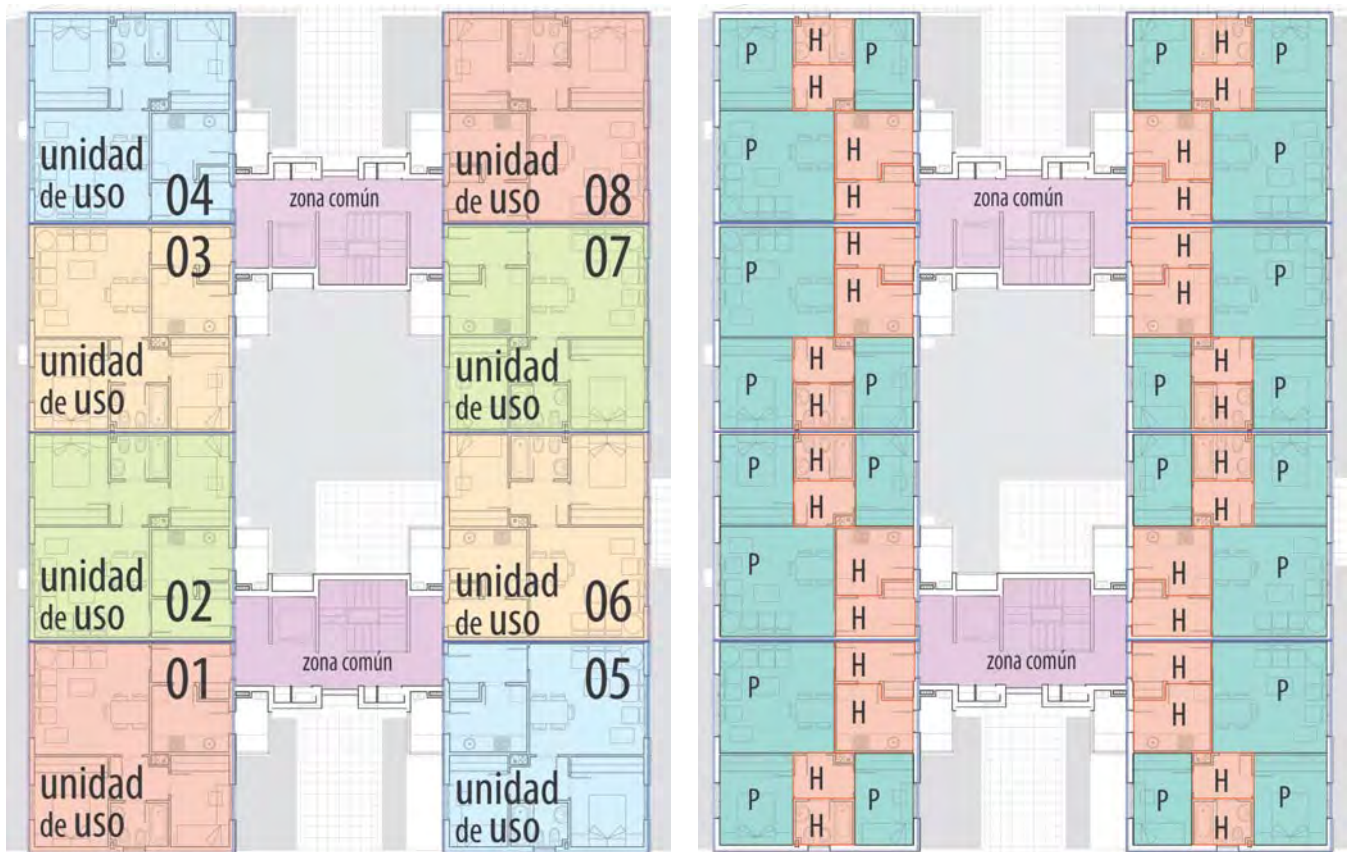 unidad
de uso 04
unidad
de uso 08
zona común
03
unidad
de uso
07
unidad
de uso
unidad
de uso 02
unidad
de uso 06
zona común
01
unidad
de uso
05
unidad
de uso
P H P P H P
H H
P H H P
H zona común H
H H
P H H P
H H
P P P P
H H
P H P P H P
H H
P H H P
H H
H zona común H
P H H P
H H
P P P P
H H